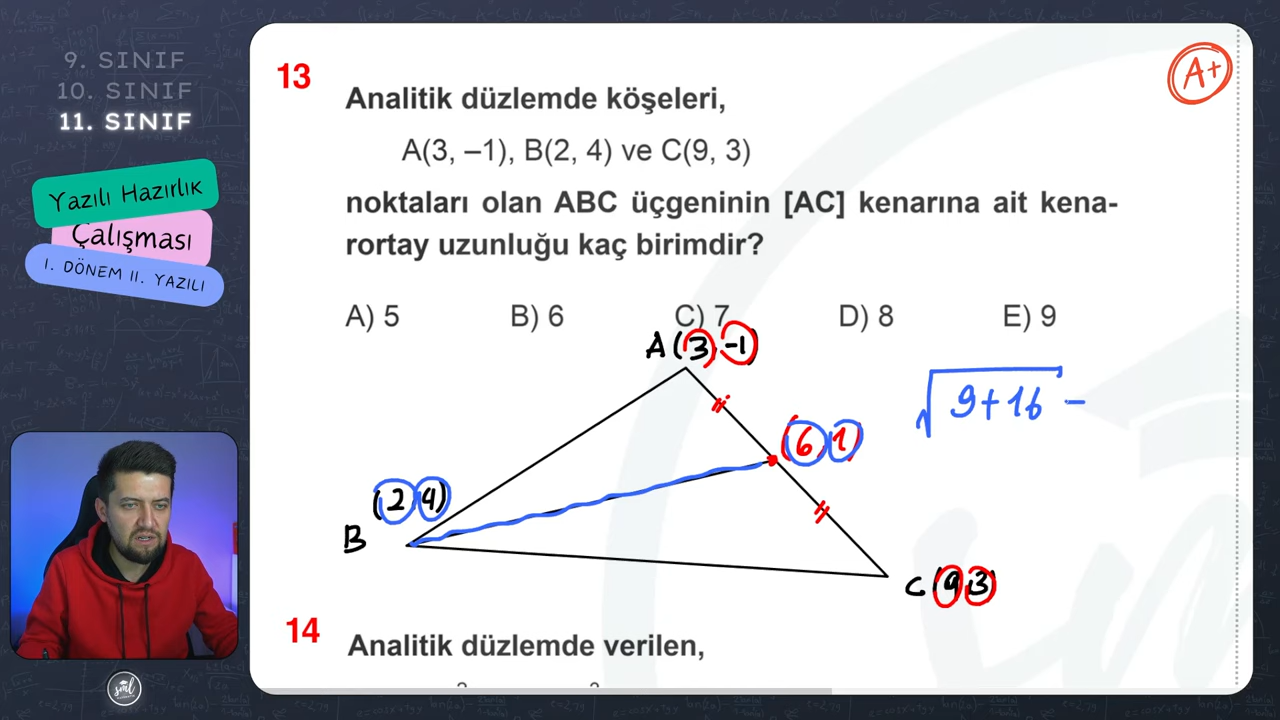 9. SINIF
10. SINIF
11. SINIF
Yazılı Hazırlık
Çalışması
I. DÖNEM II. YAZILI
A+
13
Analitik düzlemde köşeleri,
A(3, –1), B(2, 4) ve C(9, 3)
noktaları olan ABC üçgeninin [AC] kenarına ait kena-
rortay uzunluğu kaç birimdir?
A) 5 B) 6 C) 7 D) 8 E) 9
A(3,-1)
√9+16 =
(6,1)
(2,4)
B
C(9,3)
14
Analitik düzlemde verilen,
sml